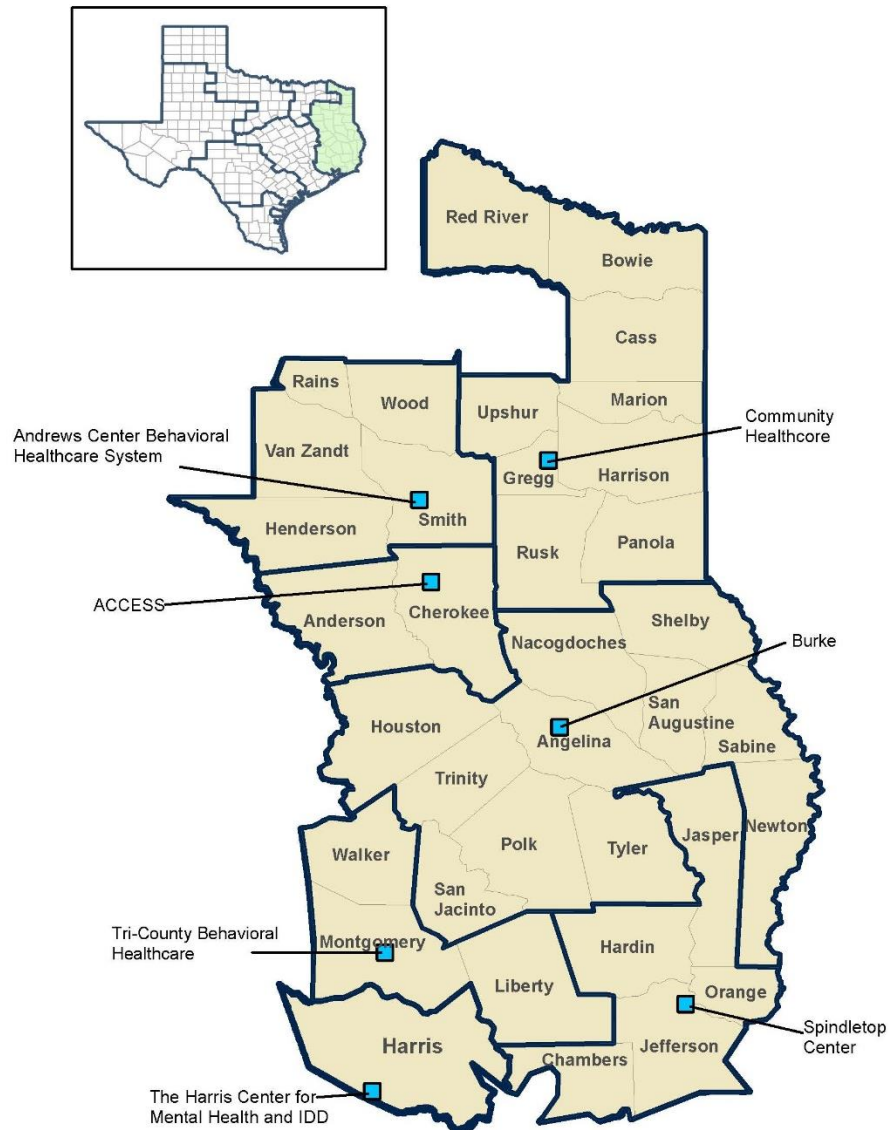 Red River
Bowie
Cass
Rains
Wood
Upshur
Marion
Andrews Center Behavioral
Healthcare System
Van Zandt
Community
Healthcore
Gregg
Harrison
Henderson
Smith
Rusk
Panola
ACCESS
Anderson
Cherokee
Nacogdoches
Shelby
Burke
Houston
Angelina
San
Augustine
Sabine
Trinity
Walker
Polk
Tyler
Jasper
Newton
San
Jacinto
Tri-County Behavioral
Healthcare
Montgomery
Hardin
Liberty
Orange
Harris
Chambers
Jefferson
Spindletop
Center
The Harris Center for
Mental Health and IDD